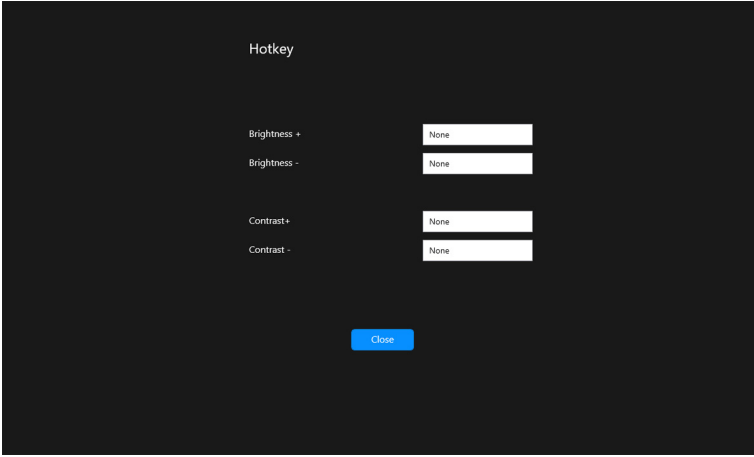 Hotkey
Brightness + None
Brightness - None
Contrast+ None
Contrast - None
Close